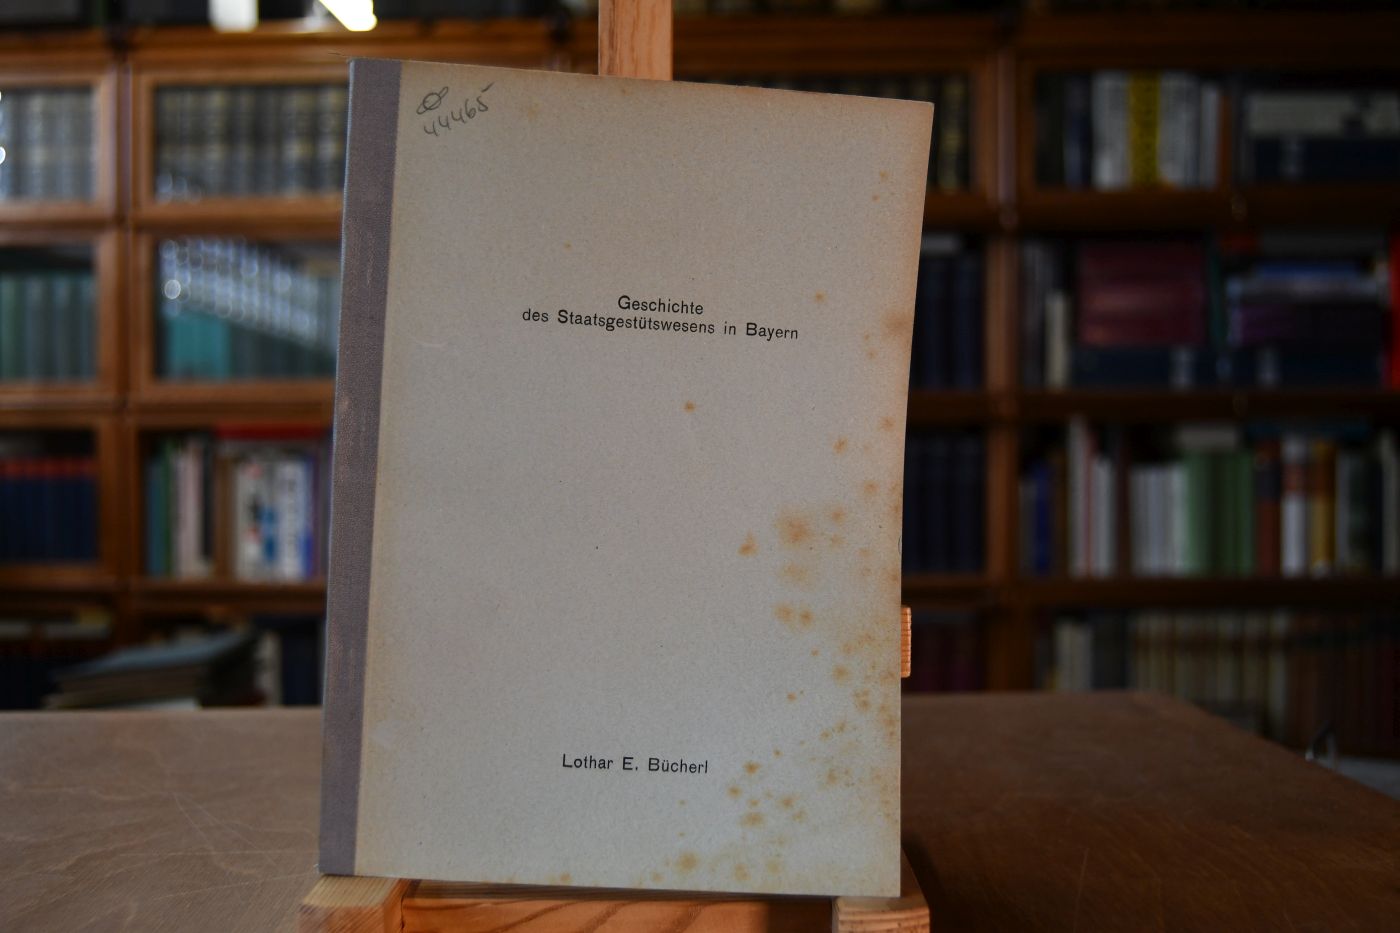 44465
Geschichte
des Staatsgestütswesens in Bayern
Lothar E. Bücherl